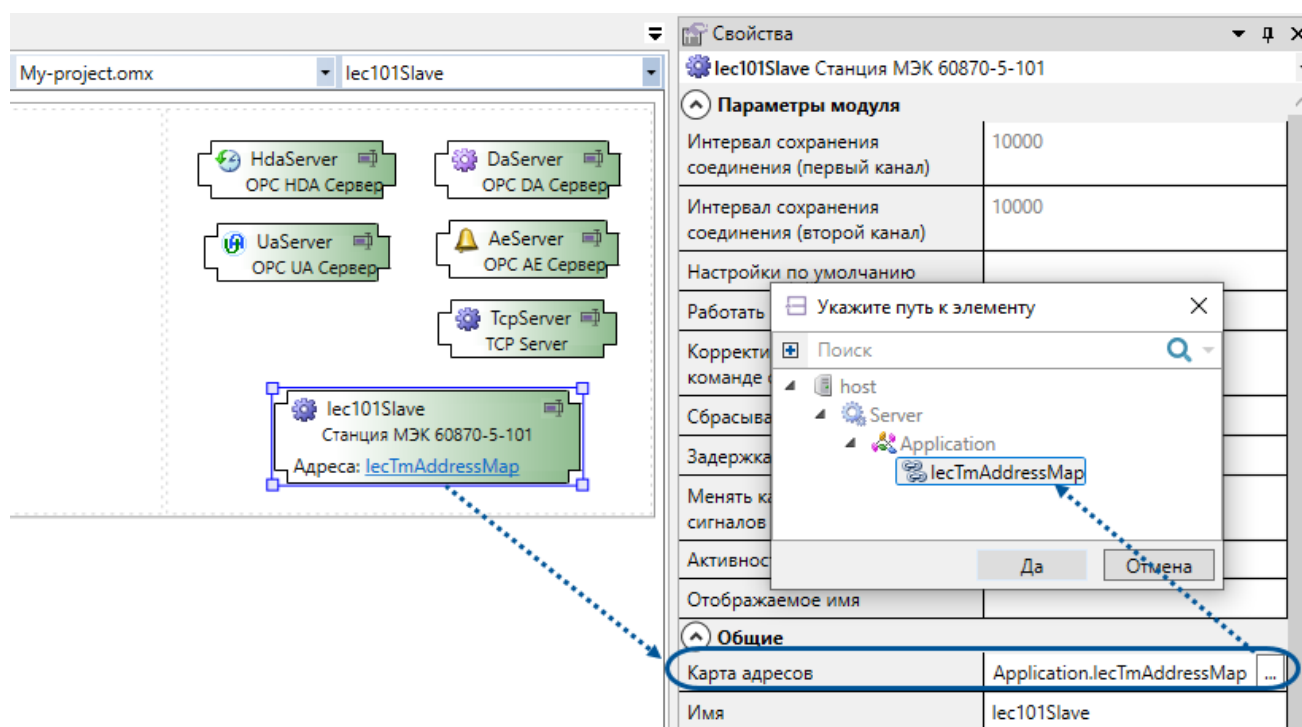 My-project.omx
Iec101Slave
HdaServer
OPC HDA Сервер
DaServer
OPC DA Сервер
UaServer
OPC UA Сервер
AeServer
OPC AE Сервер
TcpServer
TCP Server
Iec101Slave
Станция МЭК 60870-5-101
Адреса: IecTmAddressMap
Свойства
Iec101Slave Станция МЭК 60870-5-101
Параметры модуля
Интервал сохранения
соединения (первый канал)
10000
Интервал сохранения
соединения (второй канал)
10000
Настройки по умолчанию
Работать
Корректи
команде
Сбрасыва
Задержка
Менять ка
сигналов
Активнос
Отображаемое имя
Укажите путь к элементу
Поиск
host
Server
Application
IecTmAddressMap
Да
Отмена
Общие
Карта адресов
Application.IecTmAddressMap
...
Имя
Iec101Slave